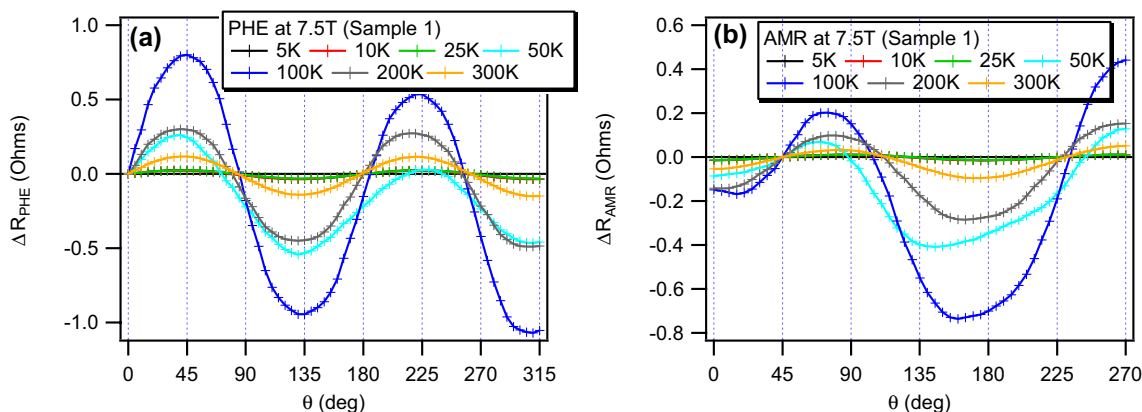 (a)
PHE at 7.5T (Sample 1)
5K 10K 25K 50K
100K 200K 300K
1.0
0.5
0.0
-0.5
-1.0
ΔR_PHE (Ohms)
0 45 90 135 180 225 270 315
θ (deg)
(b)
AMR at 7.5T (Sample 1)
5K 10K 25K 50K
100K 200K 300K
0.6
0.4
0.2
0.0
-0.2
-0.4
-0.6
-0.8
ΔR_AMR (Ohms)
0 45 90 135 180 225 270
θ (deg)